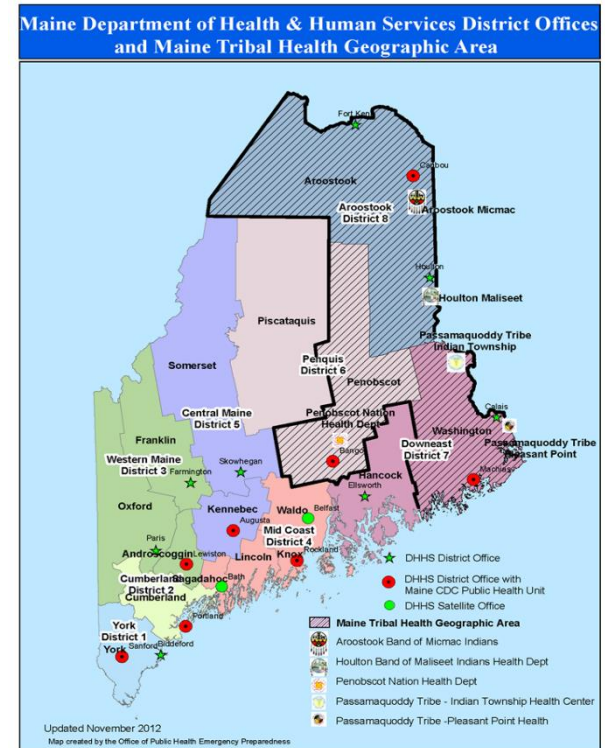 Maine Department of Health & Human Services District Offices
and Maine Tribal Health Geographic Area
Fort Kent
Caribou
Aroostook
Aroostook
District 8
Aroostook Micmac
Houlton
Houlton Maliseet
Piscataquis
Passamaquoddy Tribe
Indian Township
Somerset
Penquis
District 6
Penobscot
Central Maine
District 5
Penobscot Nation
Health Dept
Calais
Washington
Franklin
Downeast
District 7
Passamaquoddy Tribe
Pleasant Point
Western Maine
District 3
Skowhegan
Bangor
Farmington
Hancock
Machias
Ellsworth
Oxford
Kennebec
Waldo
Belfast
Augusta
Mid Coast
District 4
Paris
Androscoggin
Lewiston
Lincoln
Knox
Rockland
Cumberland
District 2
Sagadahoc
Bath
Cumberland
Portland
York
District 1
York
Sanford
Biddeford
DHHS District Office
DHHS District Office with
Maine CDC Public Health Unit
DHHS Satellite Office
Maine Tribal Health Geographic Area
Aroostook Band of Micmac Indians
Houlton Band of Maliseet Indians Health Dept
Penobscot Nation Health Dept
Passamaquoddy Tribe - Indian Township Health Center
Passamaquoddy Tribe -Pleasant Point Health
Updated November 2012
Map created by the Office of Public Health Emergency Preparedness